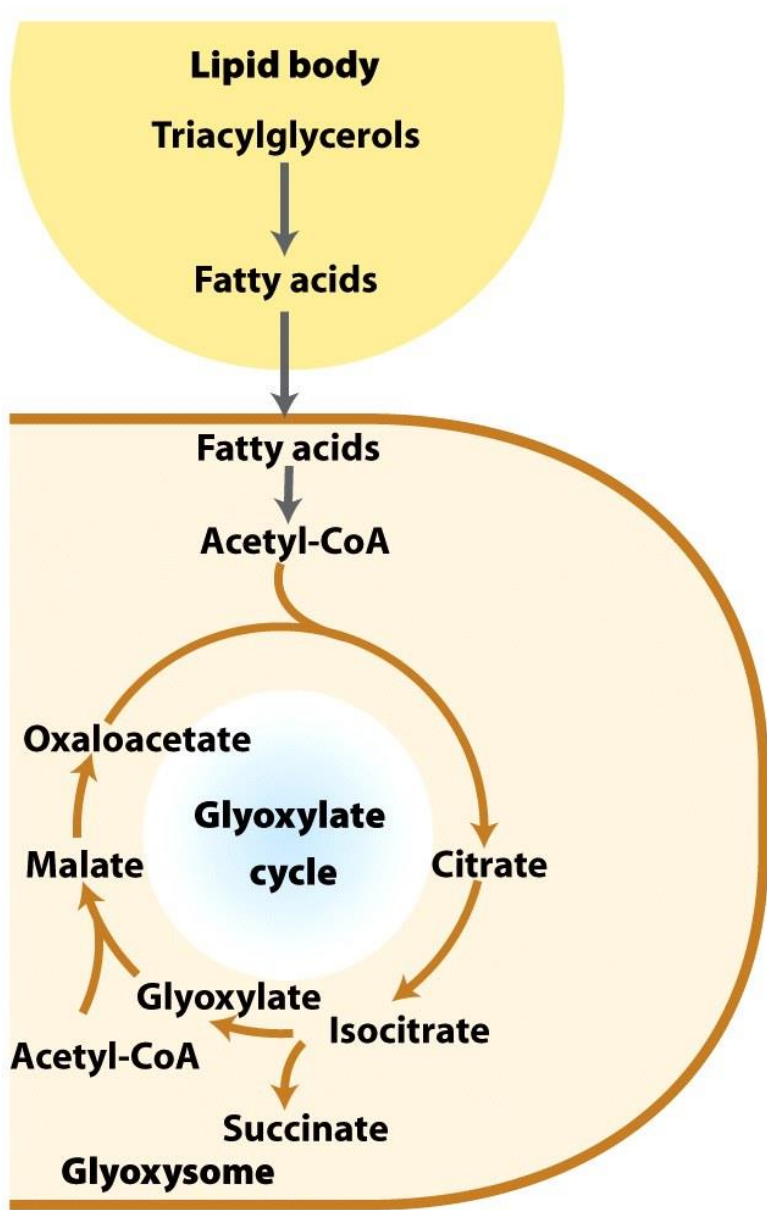 Lipid body
Triacylglycerols
Fatty acids
Fatty acids
Acetyl-CoA
Oxaloacetate
Glyoxylate
cycle
Malate
Citrate
Glyoxylate
Isocitrate
Acetyl-CoA
Succinate
Glyoxysome